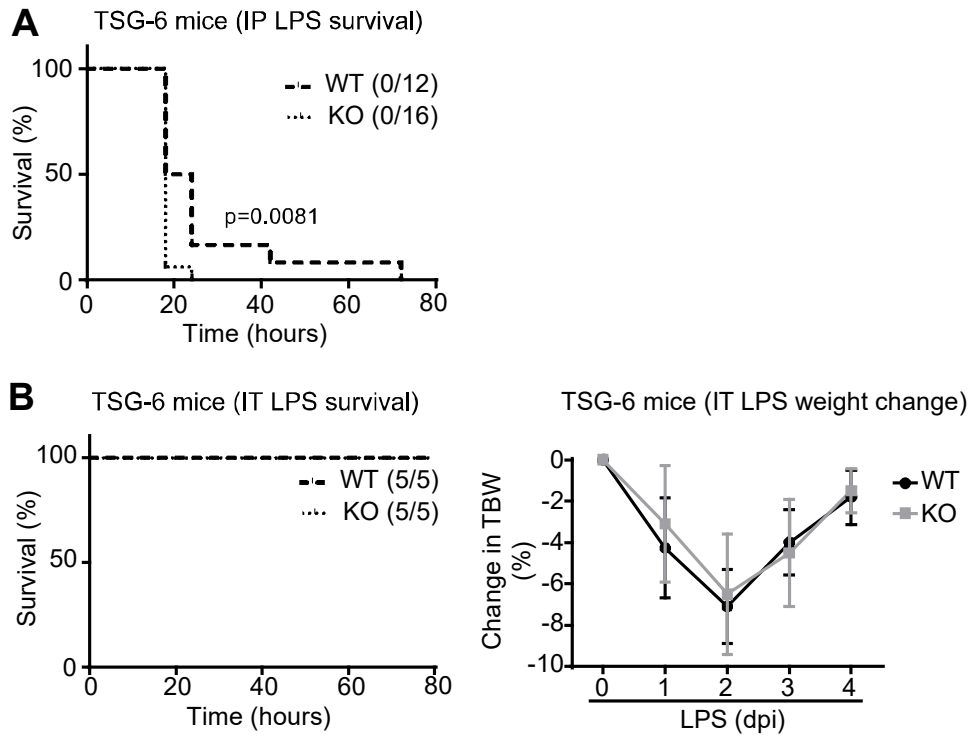 A
TSG-6 mice (IP LPS survival)
100
50
0
Survival (%)
WT (0/12)
KO (0/16)
p=0.0081
0 20 40 60 80
Time (hours)
B
TSG-6 mice (IT LPS survival)
100
50
0
Survival (%)
WT (5/5)
KO (5/5)
0 20 40 60 80
Time (hours)
TSG-6 mice (IT LPS weight change)
0
-2
-4
-6
-8
-10
Change in TBW
(%)
WT
KO
0 1 2 3 4
LPS (dpi)